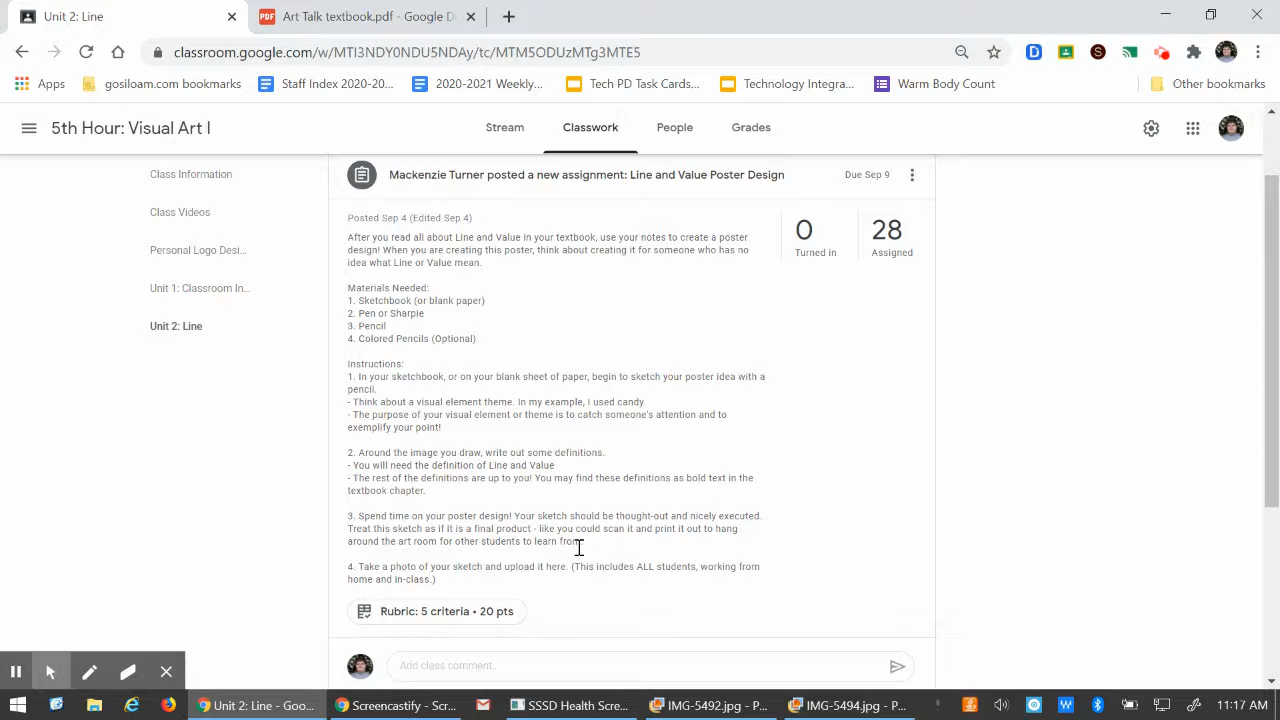 Unit 2: Line
PDF
Art Talk textbook.pdf - Google D
classroom.google.com/w/MTI3NDY0NDU5NDAy/tc/MTM5ODUzMTg3MTE5
D
S
Apps
gosiloam.com bookmarks
Staff Index 2020-20...
2020-2021 Weekly,...
Tech PD Task Cards...
Technology Integra...
Warm Body Count
Other bookmarks
5th Hour: Visual Art I
Stream
Classwork
People
Grades
Class Information
Class Videos
Personal Logo Desi...
Unit 1: Classroom In...
Unit 2: Line
Mackenzie Turner posted a new assignment: Line and Value Poster Design
Due Sep 9
Posted Sep 4 (Edited Sep 4)
0
Turned in
28
Assigned
After you read all about Line and Value in your textbook, use your notes to create a poster
design! When you are creating this poster, think about creating it for someone who has no
idea what Line or Value mean.
Materials Needed:
1. Sketchbook (or blank paper)
2. Pen or Sharpie
3. Pencil
4. Colored Pencils (Optional)
Instructions:
1. In your sketchbook, or on your blank sheet of paper, begin to sketch your poster idea with a
pencil.
- Think about a visual element theme. In my example, I used candy.
- The purpose of your visual element or theme is to catch someone's attention and to
exemplify your point!
2. Around the image you draw, write out some definitions.
- You will need the definition of Line and Value
- The rest of the definitions are up to you! You may find these definitions as bold text in the
textbook chapter.
3. Spend time on your poster design! Your sketch should be thought-out and nicely executed.
Treat this sketch as if it is a final product - like you could scan it and print it out to hang
around the art room for other students to learn from
4. Take a photo of your sketch and upload it here. (This includes ALL students, working from
home and in-class.)
Rubric: 5 criteria • 20 pts
Add class comment..
Unit 2: Line - Goo...
Screencastify - Scr...
SSSD Health Scre...
IMG-5492.jpg - P...
IMG-5494.jpg - P...
W
11:17 AM